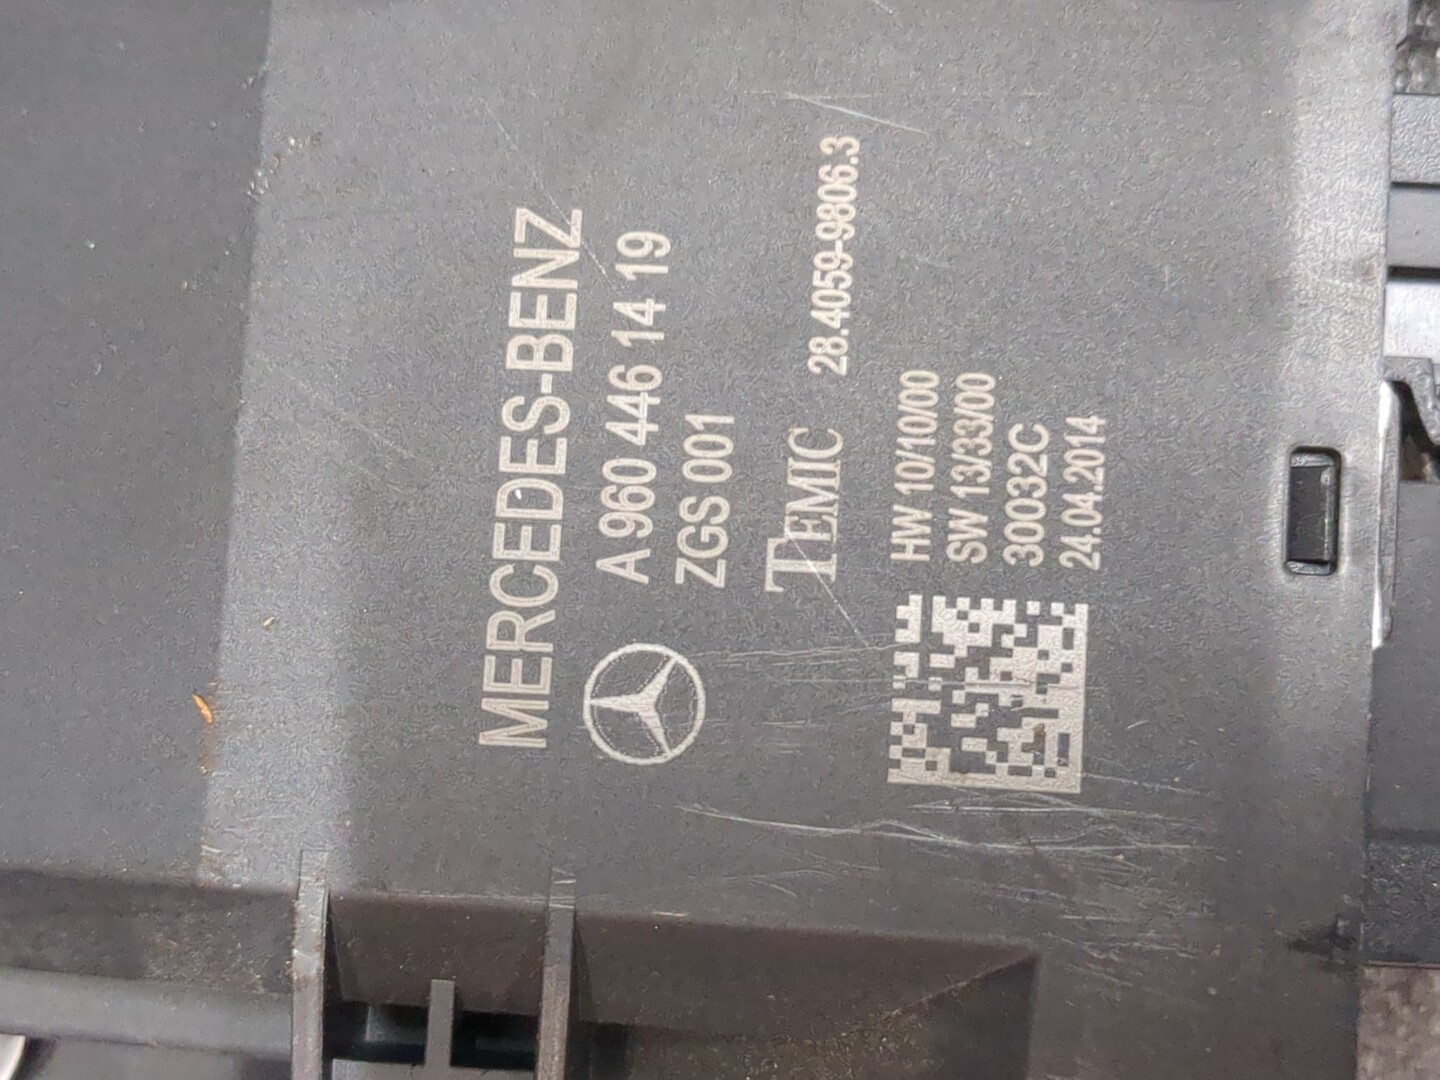 MERCEDES-BENZ
A 960 446 14 19
ZGS 001
TEMIC 28.4059-9806.3
HW 10/10/00
SW 13/33/00
30032C
24.04.2014